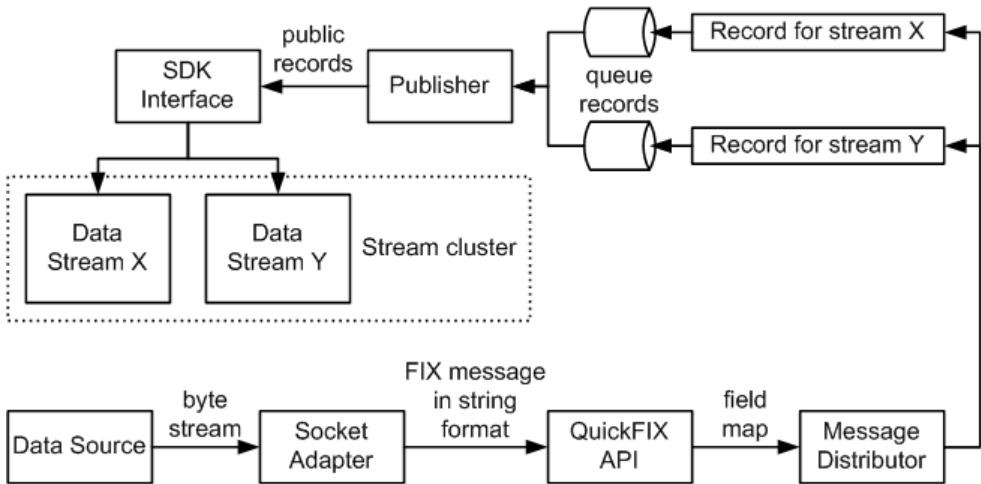 public
records
SDK
Interface
Publisher
queue
records
Record for stream X
Record for stream Y
Data
Stream X
Data
Stream Y
Stream cluster
Data Source
byte
stream
Socket
Adapter
FIX message
in string
format
QuickFIX
API
field
map
Message
Distributor